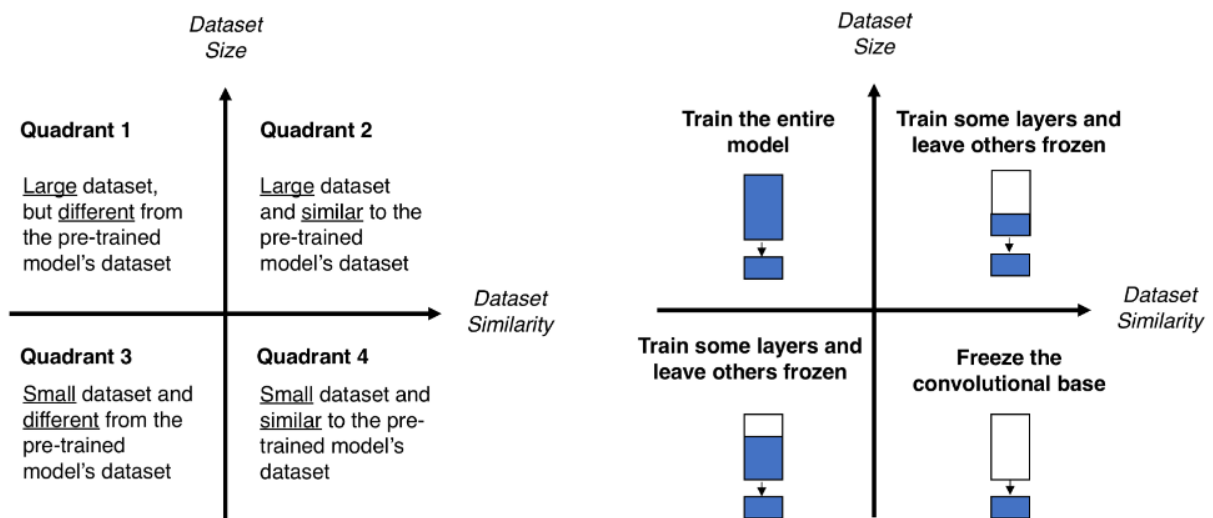 Dataset
Size
Quadrant 1
Large dataset,
but different from
the pre-trained
model's dataset
Quadrant 2
Large dataset
and similar to the
pre-trained
model's dataset
Dataset
Similarity
Quadrant 3
Small dataset and
different from the
pre-trained
model's dataset
Quadrant 4
Small dataset and
similar to the pre-
trained model's
dataset
Dataset
Size
Train the entire
model
Train some layers and
leave others frozen
Dataset
Similarity
Train some layers and
leave others frozen
Freeze the
convolutional base